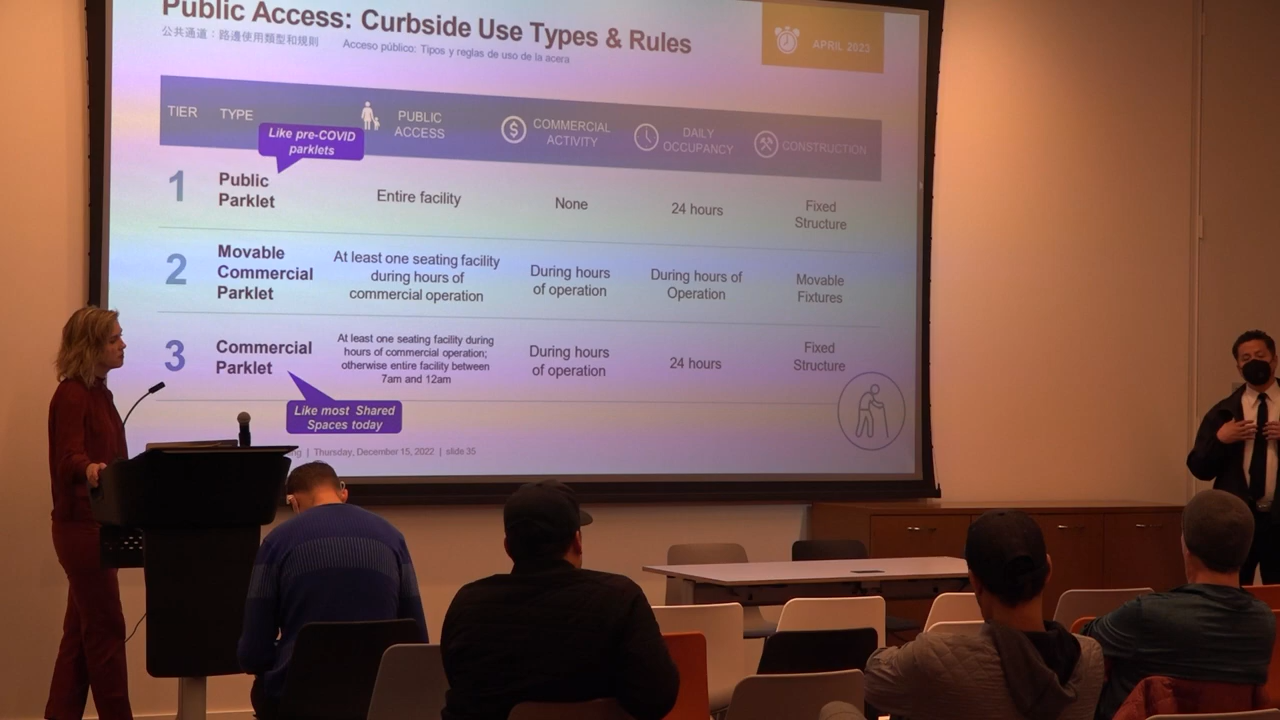 Public Access: Curbside Use Types & Rules
公共通道：路邊使用類型和規則
Acceso público: Tipos y reglas de uso de la acera
APRIL 2023
TIER
TYPE
PUBLIC
ACCESS
COMMERCIAL
ACTIVITY
DAILY
OCCUPANCY
CONSTRUCTION
Like pre-COVID
parklets
1
Public
Parklet
Entire facility
None
24 hours
Fixed
Structure
2
Movable
Commercial
Parklet
At least one seating facility
during hours of
commercial operation
During hours
of operation
During hours of
Operation
Movable
Fixtures
3
Commercial
Parklet
At least one seating facility during
hours of commercial operation;
otherwise entire facility between
7am and 12am
During hours
of operation
24 hours
Fixed
Structure
Like most Shared
Spaces today
| Thursday, December 15, 2022 | slide 35